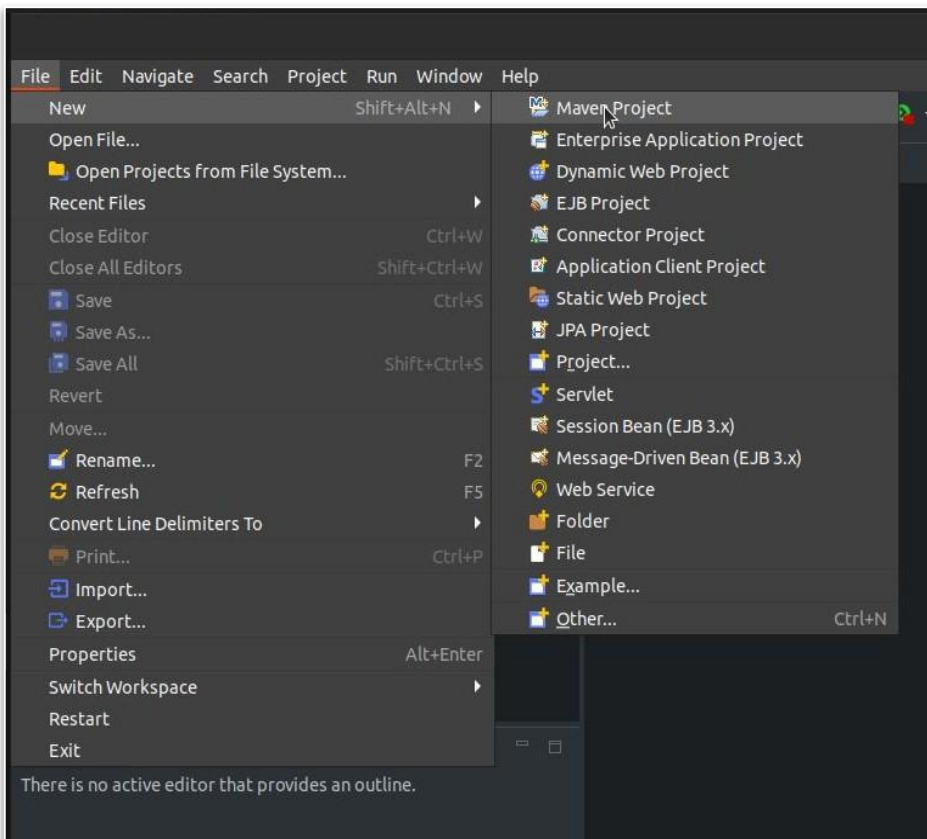 File Edit Navigate Search Project Run Window Help
New Shift+Alt+N
Open File...
Open Projects from File System...
Recent Files
Close Editor Ctrl+W
Close All Editors Shift+Ctrl+W
Save Ctrl+S
Save As...
Save All Shift+Ctrl+S
Revert
Move...
Rename... F2
Refresh F5
Convert Line Delimiters To
Print... Ctrl+P
Import...
Export...
Properties Alt+Enter
Switch Workspace
Restart
Exit
Maven Project
Enterprise Application Project
Dynamic Web Project
EJB Project
Connector Project
Application Client Project
Static Web Project
JPA Project
Project...
Servlet
Session Bean (EJB 3.x)
Message-Driven Bean (EJB 3.x)
Web Service
Folder
File
Example...
Other... Ctrl+N
There is no active editor that provides an outline.